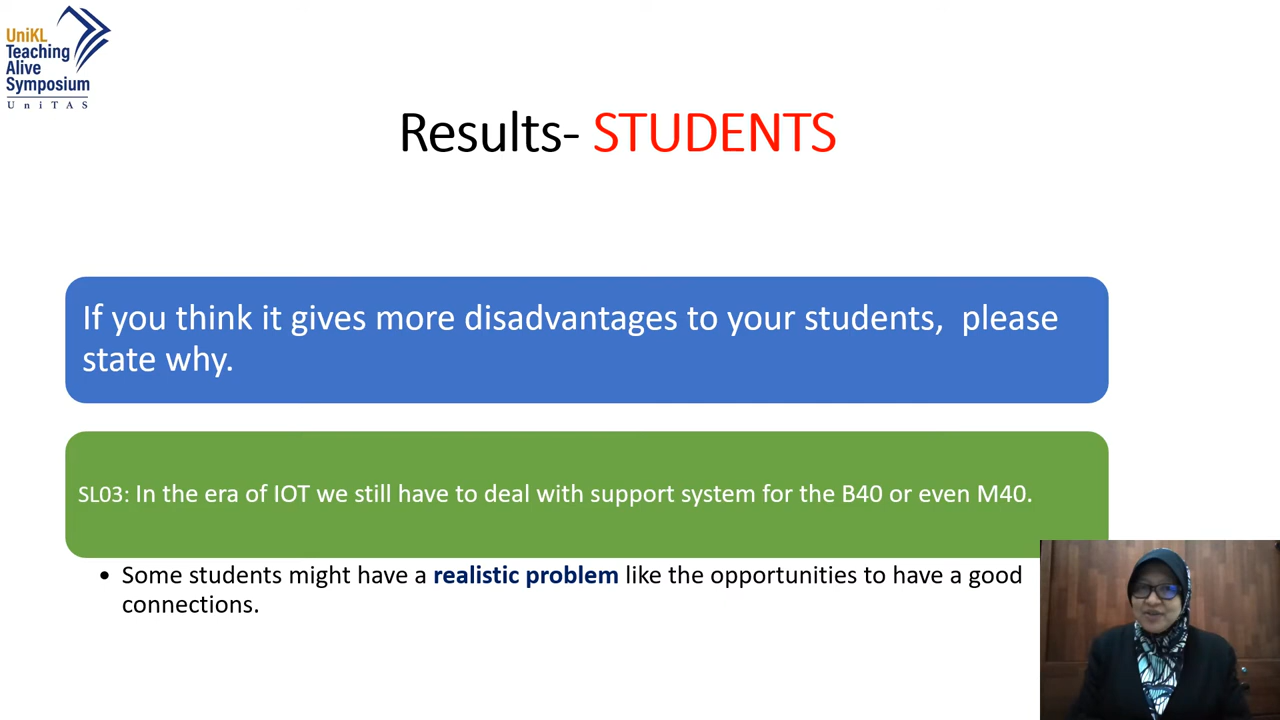 UniKL
Teaching
Alive
Symposium
UniTAS
Results- STUDENTS
If you think it gives more disadvantages to your students,  please
state why.
SL03: In the era of IOT we still have to deal with support system for the B40 or even M40.
• Some students might have a realistic problem like the opportunities to have a good
connections.